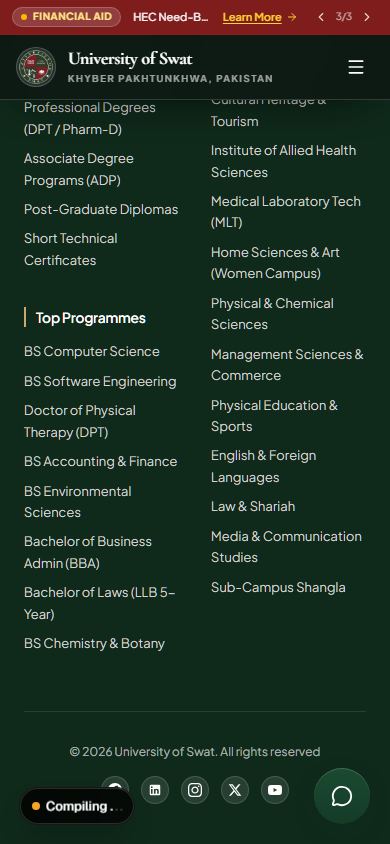 FINANCIAL AID
HEC Need-B...
Learn More →
3/3
University of Swat
KHYBER PAKHTUNKHWA, PAKISTAN
Professional Degrees
(DPT / Pharm-D)
Associate Degree
Programs (ADP)
Post-Graduate Diplomas
Short Technical
Certificates
Top Programmes
BS Computer Science
BS Software Engineering
Doctor of Physical
Therapy (DPT)
BS Accounting & Finance
BS Environmental
Sciences
Bachelor of Business
Admin (BBA)
Bachelor of Laws (LLB 5–
Year)
BS Chemistry & Botany
Cultural Heritage &
Tourism
Institute of Allied Health
Sciences
Medical Laboratory Tech
(MLT)
Home Sciences & Art
(Women Campus)
Physical & Chemical
Sciences
Management Sciences &
Commerce
Physical Education &
Sports
English & Foreign
Languages
Law & Shariah
Media & Communication
Studies
Sub-Campus Shangla
© 2026 University of Swat. All rights reserved
Compiling ...